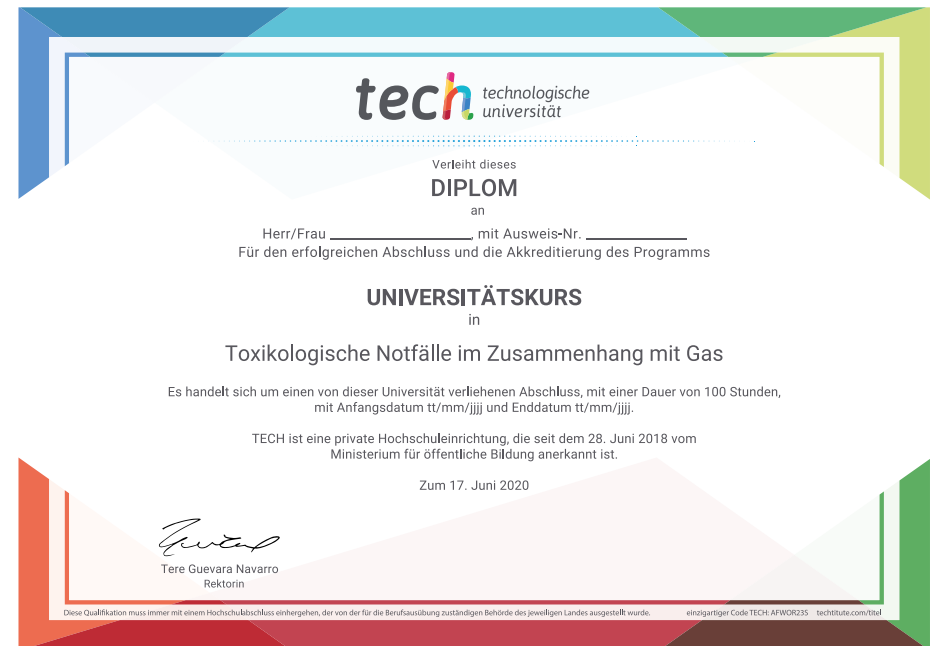 tech technologische
universität
Verleiht dieses
DIPLOM
an
Herr/Frau ____________________, mit Ausweis-Nr. ______________
Für den erfolgreichen Abschluss und die Akkreditierung des Programms
UNIVERSITÄTSKURS
in
Toxikologische Notfälle im Zusammenhang mit Gas
Es handelt sich um einen von dieser Universität verliehenen Abschluss, mit einer Dauer von 100 Stunden,
mit Anfangsdatum tt/mm/jjjj und Enddatum tt/mm/jjjj.
TECH ist eine private Hochschuleinrichtung, die seit dem 28. Juni 2018 vom
Ministerium für öffentliche Bildung anerkannt ist.
Zum 17. Juni 2020
Tere Guevara Navarro
Rektorin
Diese Qualifikation muss immer mit einem Hochschulabschluss einhergehen, der von der für die Berufsausübung zuständigen Behörde des jeweiligen Landes ausgestellt wurde. einzigartiger Code TECH: AFWOR235 techtitute.com/titel